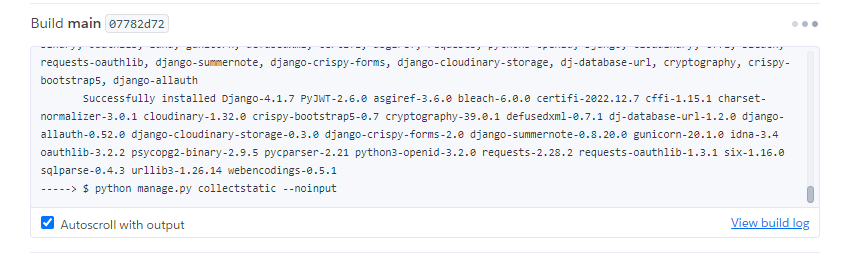 Build main 07782d72
requests-oauthlib, django-summernote, django-crispy-forms, django-cloudinary-storage, dj-database-url, cryptography, crispy-
bootstrap5, django-allauth
Successfully installed Django-4.1.7 PyJWT-2.6.0 asgiref-3.6.0 bleach-6.0.0 certifi-2022.12.7 cffi-1.15.1 charset-
normalizer-3.0.1 cloudinary-1.32.0 crispy-bootstrap5-0.7 cryptography-39.0.1 defusedxml-0.7.1 dj-database-url-1.2.0 django-
allauth-0.52.0 django-cloudinary-storage-0.3.0 django-crispy-forms-2.0 django-summernote-0.8.20.0 gunicorn-20.1.0 idna-3.4
oauthlib-3.2.2 psycopg2-binary-2.9.5 pycparser-2.21 python3-openid-3.2.0 requests-2.28.2 requests-oauthlib-1.3.1 six-1.16.0
sqlparse-0.4.3 urllib3-1.26.14 webencodings-0.5.1
-----> $ python manage.py collectstatic --noinput
Autoscroll with output
View build log